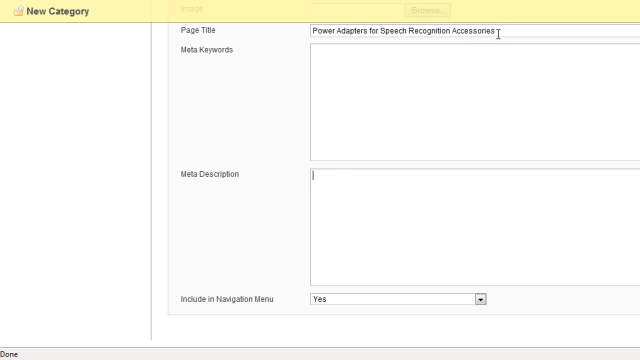 Image
Browse..
New Category
Page Title
Power Adapters for Speech Recognition Accessories
Meta Keywords
Meta Description
Include in Navigation Menu
Yes
Done